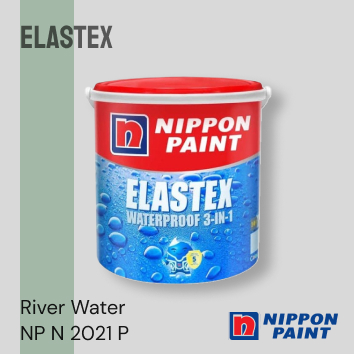 ELASTEX
n
NIPPON
PAINT
ELASTEX
WATERPROOF 3-IN-1
River Water
NP N 2021 P
n NIPPON
PAINT